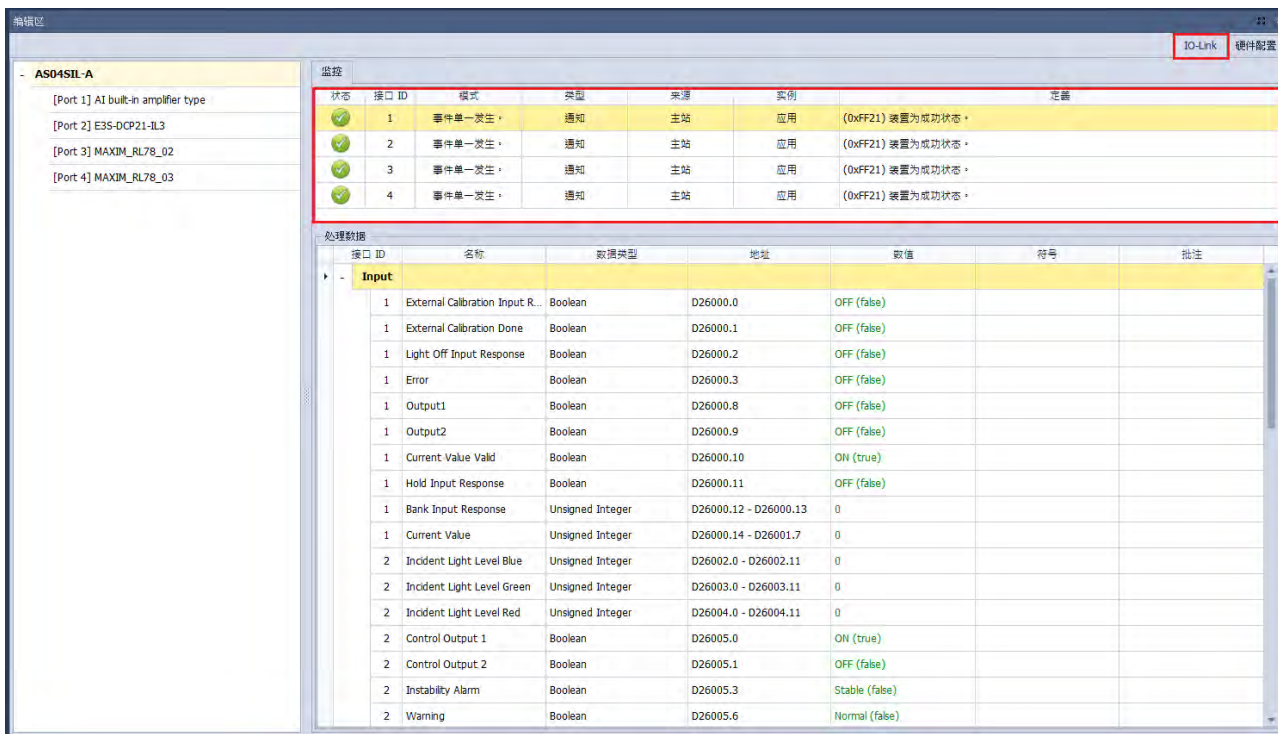 编辑区
IO-Link 硬件配置
- AS04SIL-A
[Port 1] AI built-in amplifier type
[Port 2] E3S-DCP21-IL3
[Port 3] MAXIM_RL78_02
[Port 4] MAXIM_RL78_03
监控
状态 接口 ID 模式 类型 来源 实例 定义
1 事件单一发生。 通知 主站 应用 (0xFF21) 装置为成功状态。
2 事件单一发生。 通知 主站 应用 (0xFF21) 装置为成功状态。
3 事件单一发生。 通知 主站 应用 (0xFF21) 装置为成功状态。
4 事件单一发生。 通知 主站 应用 (0xFF21) 装置为成功状态。
处理数据
接口 ID 名称 数据类型 地址 数值 符号 批注
- Input
1 External Calibration Input R... Boolean D26000.0 OFF (false)
1 External Calibration Done Boolean D26000.1 OFF (false)
1 Light Off Input Response Boolean D26000.2 OFF (false)
1 Error Boolean D26000.3 OFF (false)
1 Output1 Boolean D26000.8 OFF (false)
1 Output2 Boolean D26000.9 OFF (false)
1 Current Value Valid Boolean D26000.10 ON (true)
1 Hold Input Response Boolean D26000.11 OFF (false)
1 Bank Input Response Unsigned Integer D26000.12 - D26000.13 0
1 Current Value Unsigned Integer D26000.14 - D26001.7 0
2 Incident Light Level Blue Unsigned Integer D26002.0 - D26002.11 0
2 Incident Light Level Green Unsigned Integer D26003.0 - D26003.11 0
2 Incident Light Level Red Unsigned Integer D26004.0 - D26004.11 0
2 Control Output 1 Boolean D26005.0 ON (true)
2 Control Output 2 Boolean D26005.1 OFF (false)
2 Instability Alarm Boolean D26005.3 Stable (false)
2 Warning Boolean D26005.6 Normal (false)